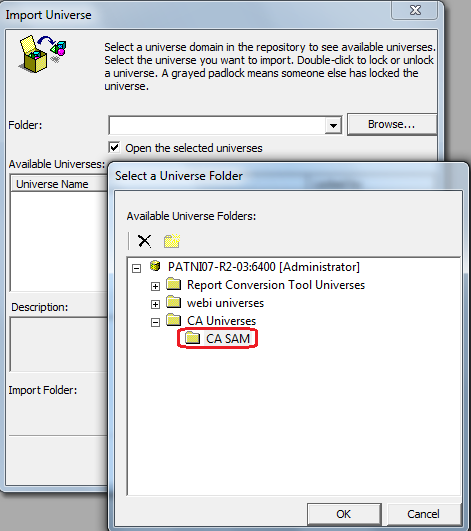 Import Universe
Select a universe domain in the repository to see available universes.
Select the universe you want to import. Double-click to lock or unlock
a universe. A grayed padlock means someone else has locked the
universe.
Folder:
Browse...
Open the selected universes
Available Universes:
Universe Name
Description:
Import Folder:
Select a Universe Folder
Available Universe Folders:
PATNI07-R2-03:6400 [Administrator]
Report Conversion Tool Universes
webi universes
CA Universes
CA SAM
OK
Cancel